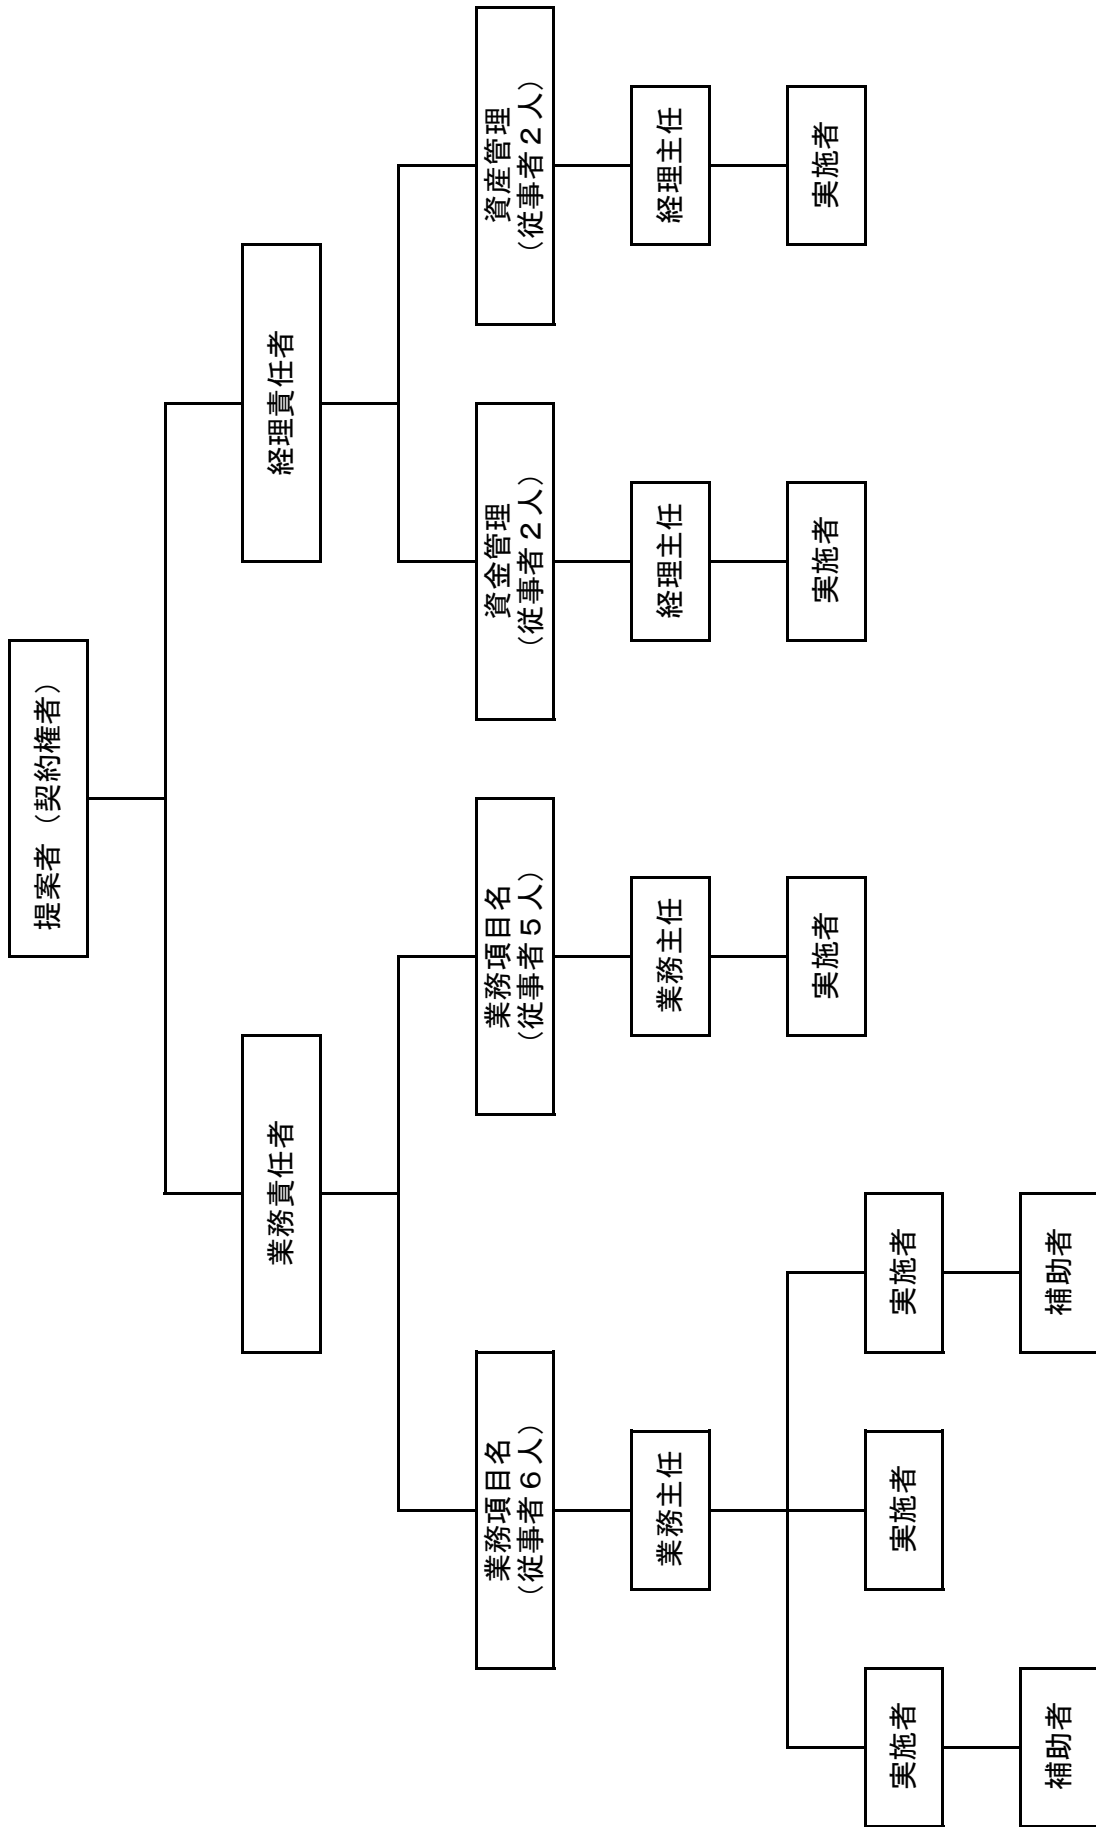 提案者（契約権者）
業務責任者
経理責任者
業務項目名
（従事者６人）
業務項目名
（従事者５人）
資金管理
（従事者２人）
資産管理
（従事者２人）
業務主任
業務主任
経理主任
経理主任
実施者
実施者
実施者
実施者
実施者
実施者
補助者
補助者